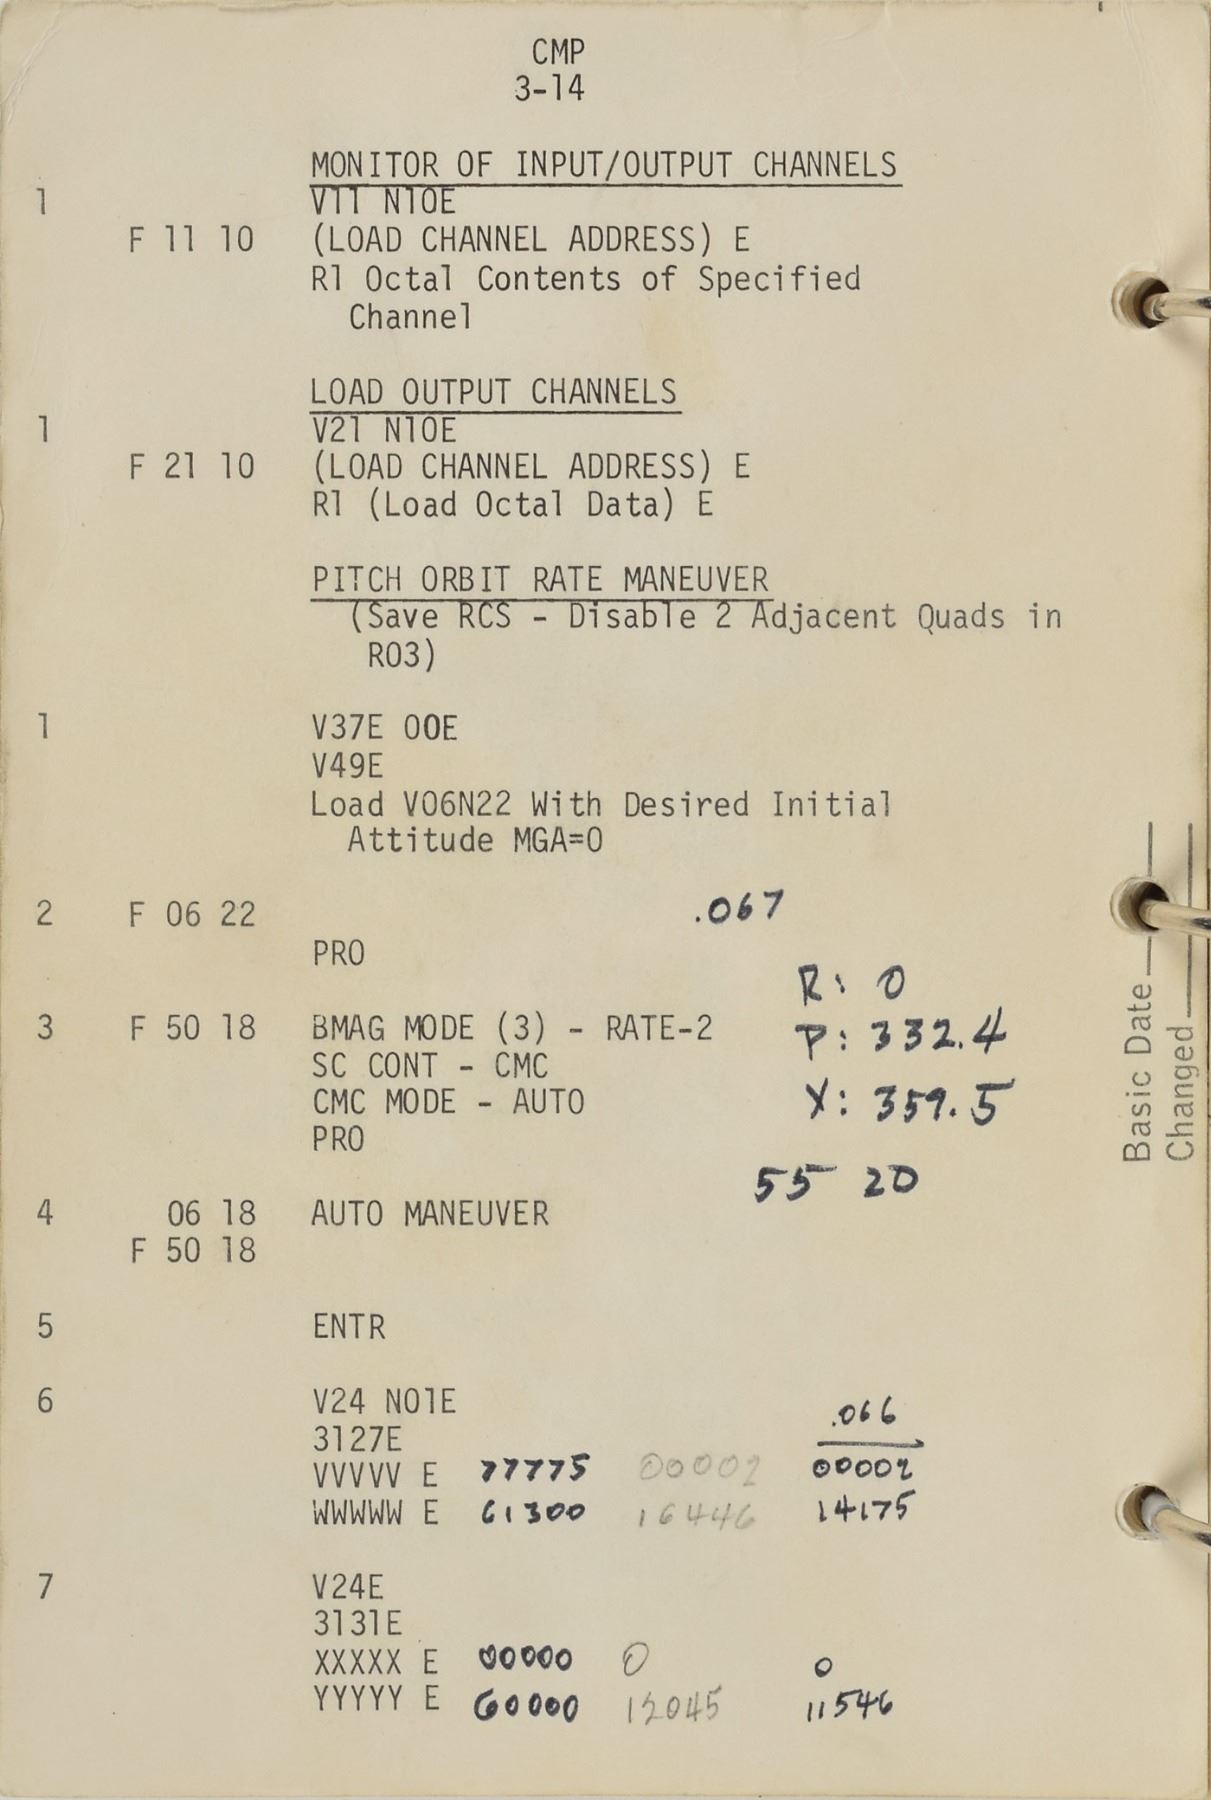 CMP
3-14
MONITOR OF INPUT/OUTPUT CHANNELS
1 V11 N10E
F 11 10 (LOAD CHANNEL ADDRESS) E
R1 Octal Contents of Specified
Channel
LOAD OUTPUT CHANNELS
1 V21 N10E
F 21 10 (LOAD CHANNEL ADDRESS) E
R1 (Load Octal Data) E
PITCH ORBIT RATE MANEUVER
(Save RCS - Disable 2 Adjacent Quads in
R03)
1 V37E 00E
V49E
Load V06N22 With Desired Initial
Attitude MGA=0
2 F 06 22 .067
PRO
R: 0
3 F 50 18 BMAG MODE (3) - RATE-2 P: 332.4
SC CONT - CMC
CMC MODE - AUTO Y: 359.5
PRO
55 20
4 06 18 AUTO MANEUVER
F 50 18
5 ENTR
6 V24 N01E .066
3127E
VVVVV E 77775 00002 00002
WWWWW E 61300 16446 14175
7 V24E
3131E
XXXXX E 00000 0 0
YYYYY E 60000 12045 11546
Basic Date
Changed